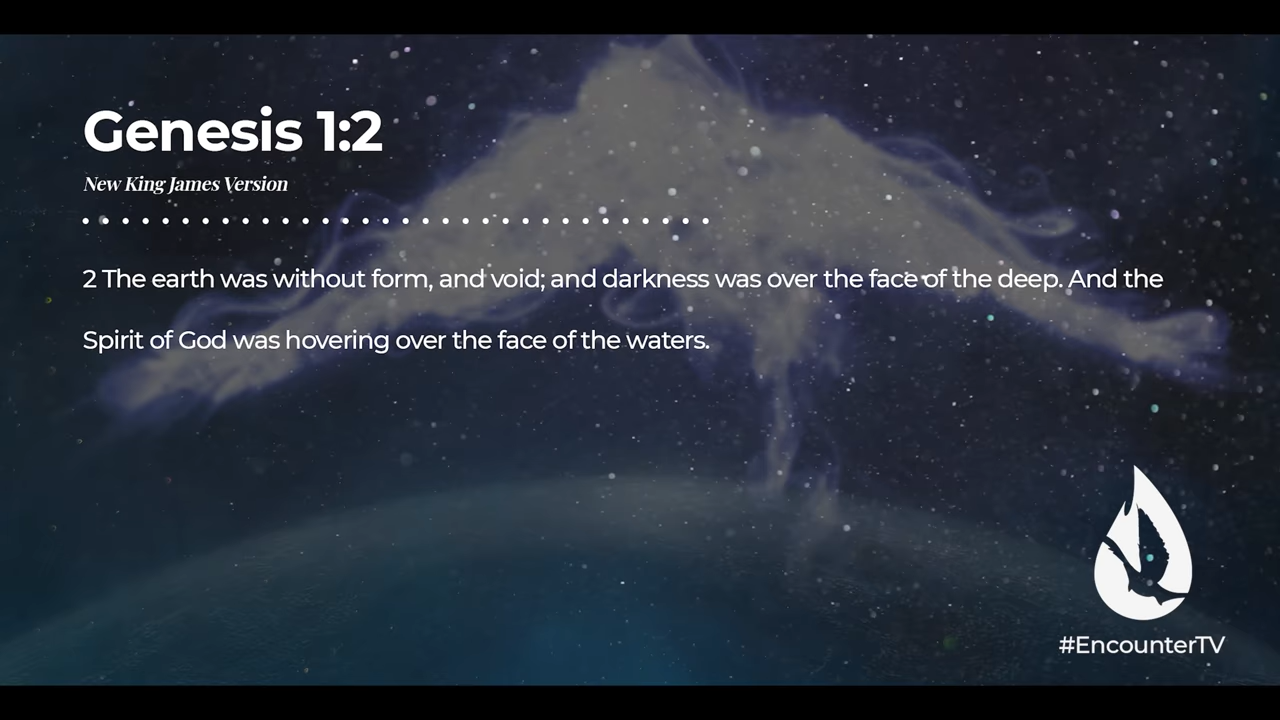 Genesis 1:2
New King James Version
2 The earth was without form, and void; and darkness was over the face of the deep. And the
Spirit of God was hovering over the face of the waters.
#EncounterTV